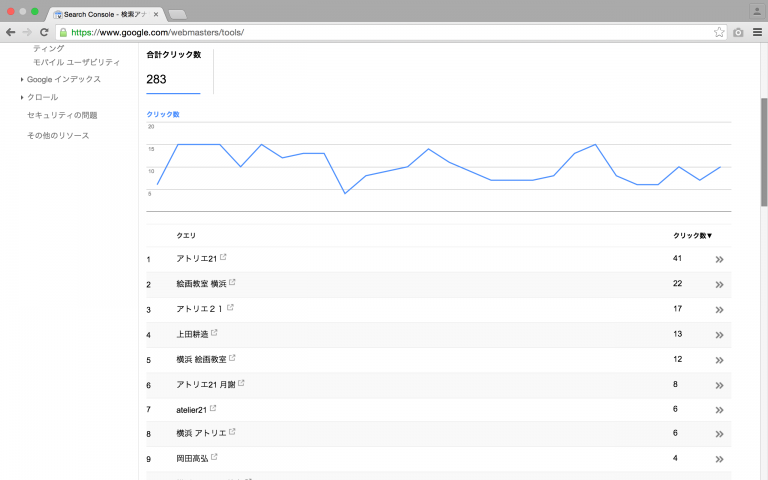 Search Console - 検索アナ
https://www.google.com/webmasters/tools/
ティング
モバイル ユーザビリティ
Google インデックス
クロール
セキュリティの問題
その他のリソース
合計クリック数
283
クリック数
20
15
10
5
クエリ クリック数▼
1 アトリエ21 41
2 絵画教室 横浜 22
3 アトリエ２１ 17
4 上田耕造 13
5 横浜 絵画教室 12
6 アトリエ21 月謝 8
7 atelier21 6
8 横浜 アトリエ 6
9 岡田高弘 4